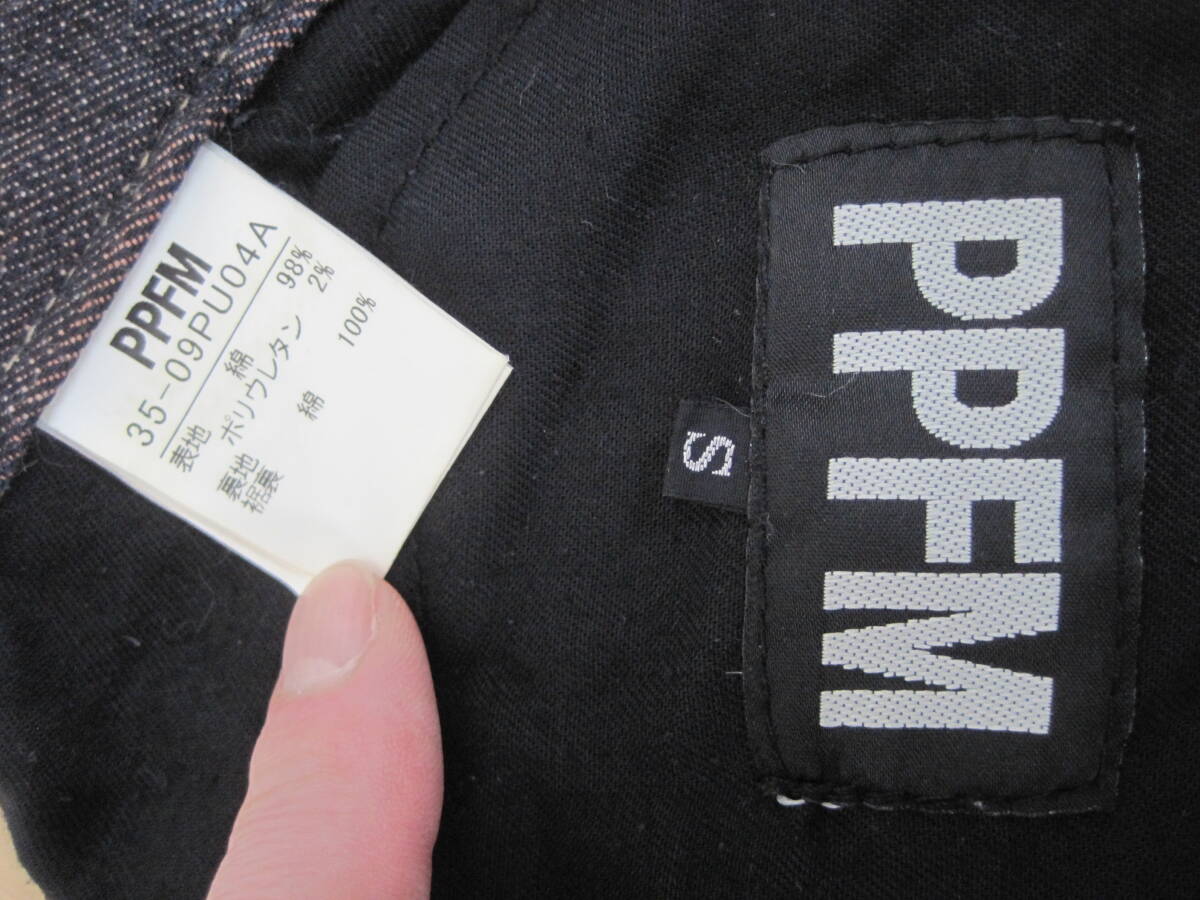 PPFM
35-09PU04A
表地 綿 98%
ポリウレタン 2%
裏地 綿 100%
裾裏
S
PPFM